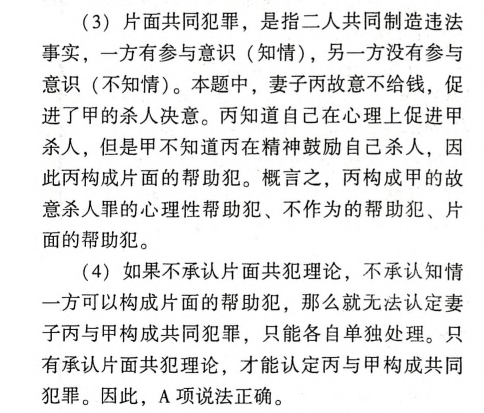 （3）片面共同犯罪，是指二人共同制造违法
事实，一方有参与意识（知情），另一方没有参与
意识（不知情）。本题中，妻子丙故意不给钱，促
进了甲的杀人决意。丙知道自己在心理上促进甲
杀人，但是甲不知道丙在精神鼓励自己杀人，因
此丙构成片面的帮助犯。概言之，丙构成甲的故
意杀人罪的心理性帮助犯、不作为的帮助犯、片
面的帮助犯。
（4）如果不承认片面共犯理论，不承认知情
一方可以构成片面的帮助犯，那么就无法认定妻
子丙与甲构成共同犯罪，只能各自单独处理。只
有承认片面共犯理论，才能认定丙与甲构成共同
犯罪。因此，A 项说法正确。